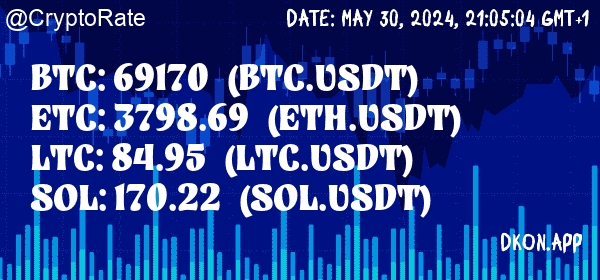 @CryptoRate
DATE: MAY 30, 2024, 21:05:04 GMT+1
BTC: 69170 (BTC.USDT)
ETC: 3798.69 (ETH.USDT)
LTC: 84.95 (LTC.USDT)
SOL: 170.22 (SOL.USDT)
DKON.APP